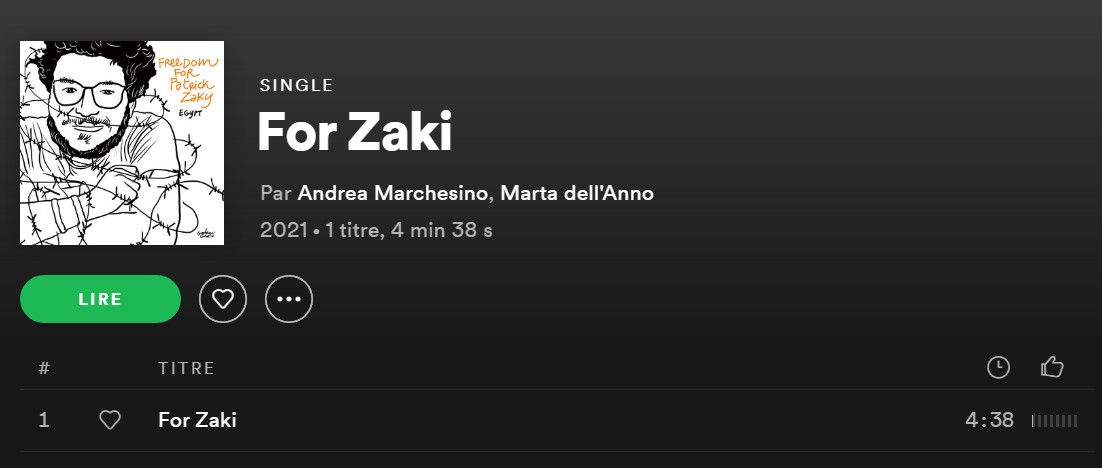 FREEDOM
FOR
Patrick
Zaky
EGYPT
SINGLE
For Zaki
Par Andrea Marchesino, Marta dell'Anno
2021 • 1 titre, 4 min 38 s
LIRE
# TITRE
1 For Zaki 4:38